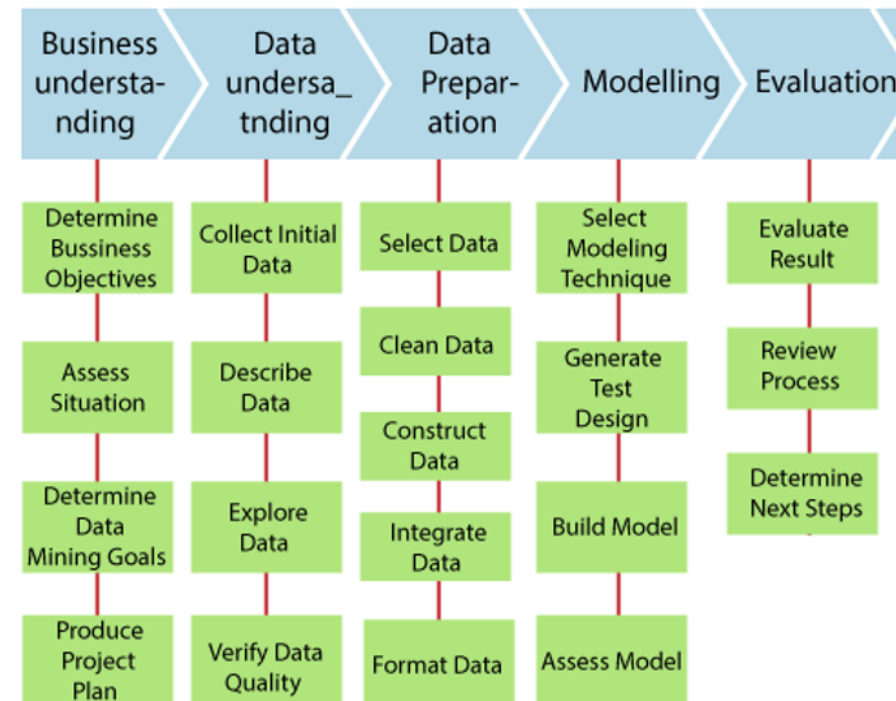 Business
understa-
nding
Data
undersa_
tnding
Data
Prepar-
ation
Modelling
Evaluation
Determine
Bussiness
Objectives
Assess
Situation
Determine
Data
Mining Goals
Produce
Project
Plan
Collect Initial
Data
Describe
Data
Explore
Data
Verify Data
Quality
Select Data
Clean Data
Construct
Data
Integrate
Data
Format Data
Select
Modeling
Technique
Generate
Test
Design
Build Model
Assess Model
Evaluate
Result
Review
Process
Determine
Next Steps